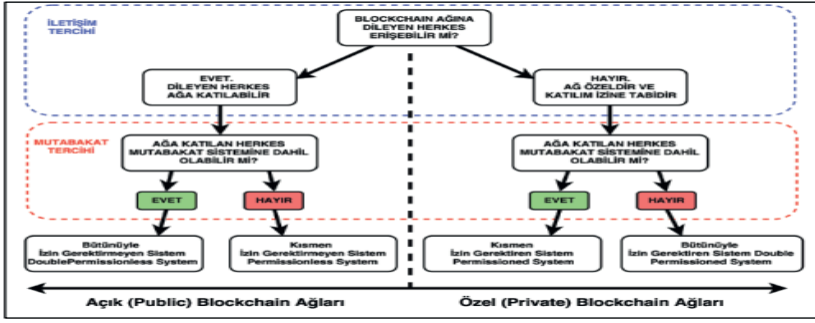 İLETİŞİM
TERCİHİ
BLOCKCHAIN AĞINA
DİLEYEN HERKES
ERİŞEBİLİR Mİ?
EVET.
DİLEYEN HERKES
AĞA KATILABİLİR
HAYIR.
AĞ ÖZELDİR VE
KATILIM İZİNE TABİDİR
MUTABAKAT
TERCİHİ
AĞA KATILAN HERKES
MUTABAKAT SİSTEMİNE DAHİL
OLABİLİR Mİ?
AĞA KATILAN HERKES
MUTABAKAT SİSTEMİNE DAHİL
OLABİLİR Mİ?
EVET
HAYIR
EVET
HAYIR
Bütünüyle
İzin Gerektirmeyen Sistem
DoublePermissionless System
Kısmen
İzin Gerektirmeyen Sistem
Permissionless System
Kısmen
İzin Gerektiren Sistem
Permissioned System
Bütünüyle
İzin Gerektiren Sistem Double
Permissioned System
Açık (Public) Blockchain Ağları
Özel (Private) Blockchain Ağları